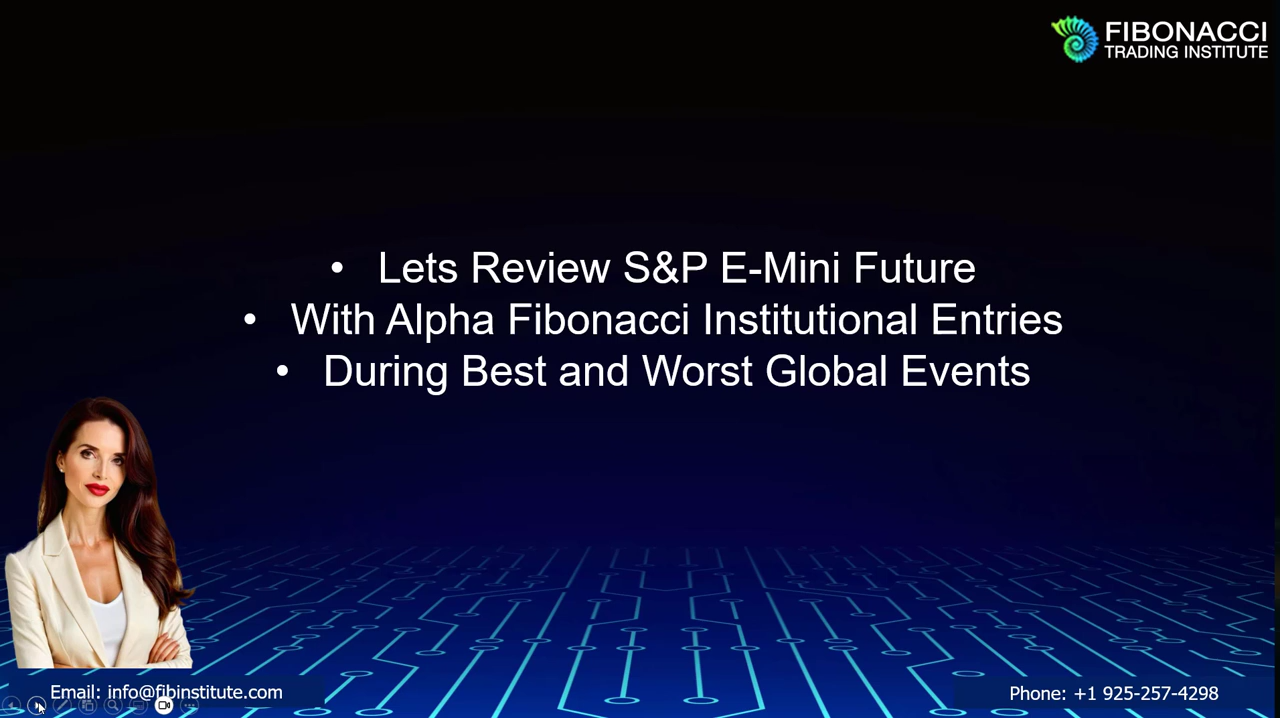 FIBONACCI
TRADING INSTITUTE
• Lets Review S&P E-Mini Future
• With Alpha Fibonacci Institutional Entries
• During Best and Worst Global Events
Email: info@fibinstitute.com
Phone: +1 925-257-4298